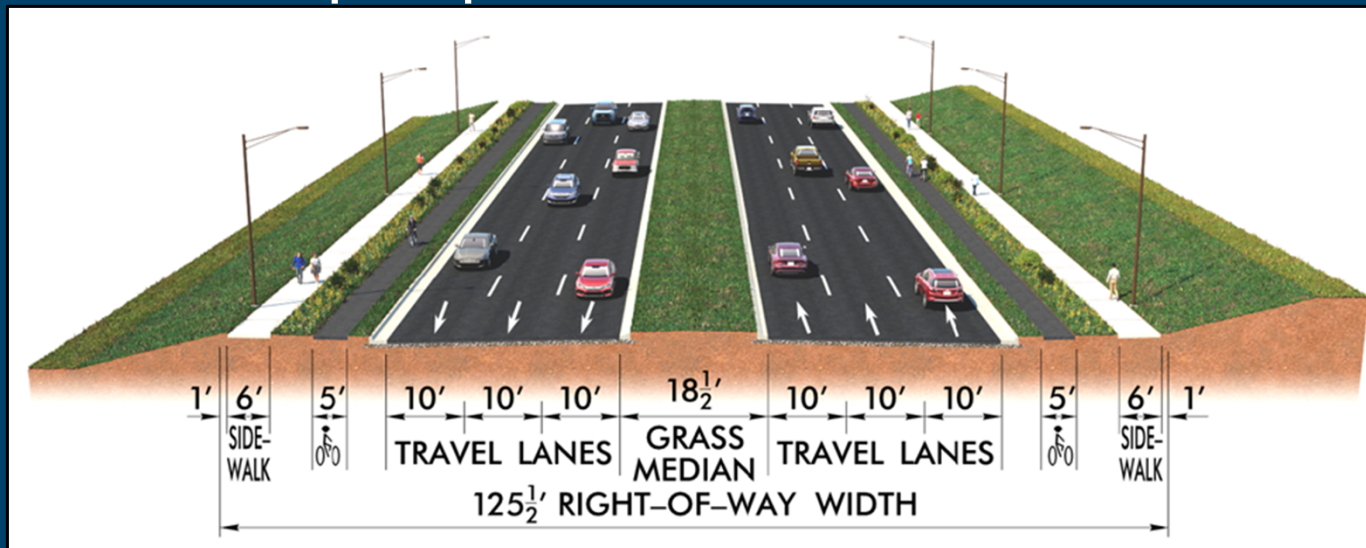 1' 6' 5' 10' 10' 10' 18½' 10' 10' 10' 5' 6' 1'
SIDE-
WALK
TRAVEL LANES
GRASS
MEDIAN
TRAVEL LANES
SIDE-
WALK
125½' RIGHT-OF-WAY WIDTH